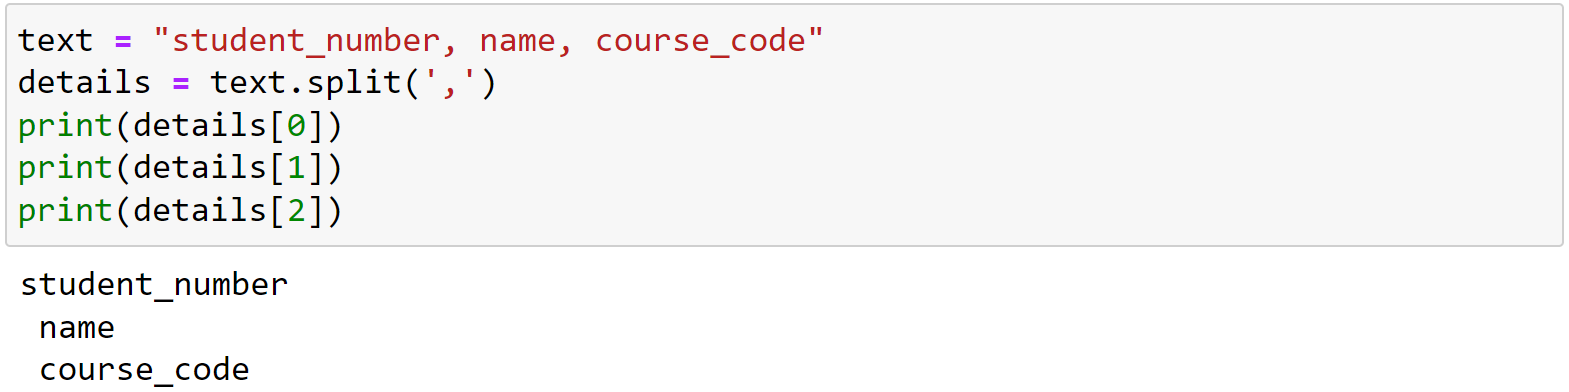 text = "student_number, name, course_code"
details = text.split(',')
print(details[0])
print(details[1])
print(details[2])
student_number
 name
 course_code